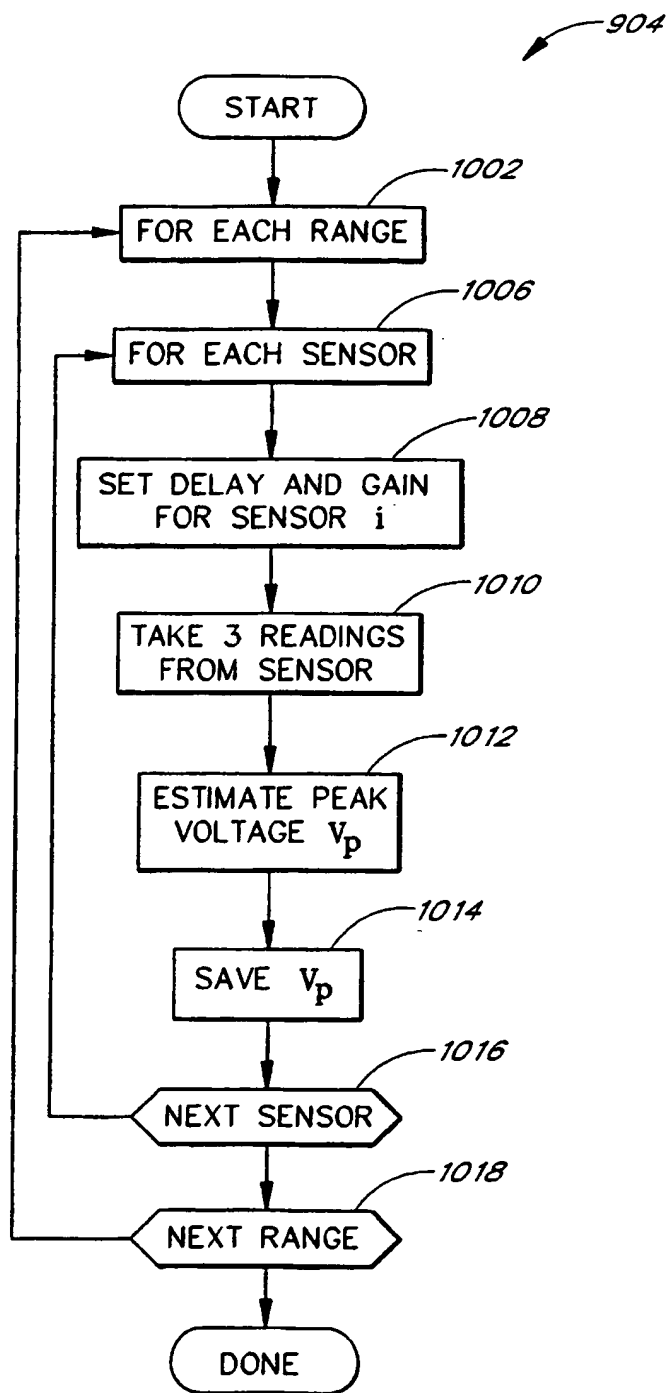 904
START
1002
FOR EACH RANGE
1006
FOR EACH SENSOR
1008
SET DELAY AND GAIN
FOR SENSOR i
1010
TAKE 3 READINGS
FROM SENSOR
1012
ESTIMATE PEAK
VOLTAGE Vp
1014
SAVE Vp
1016
NEXT SENSOR
1018
NEXT RANGE
DONE